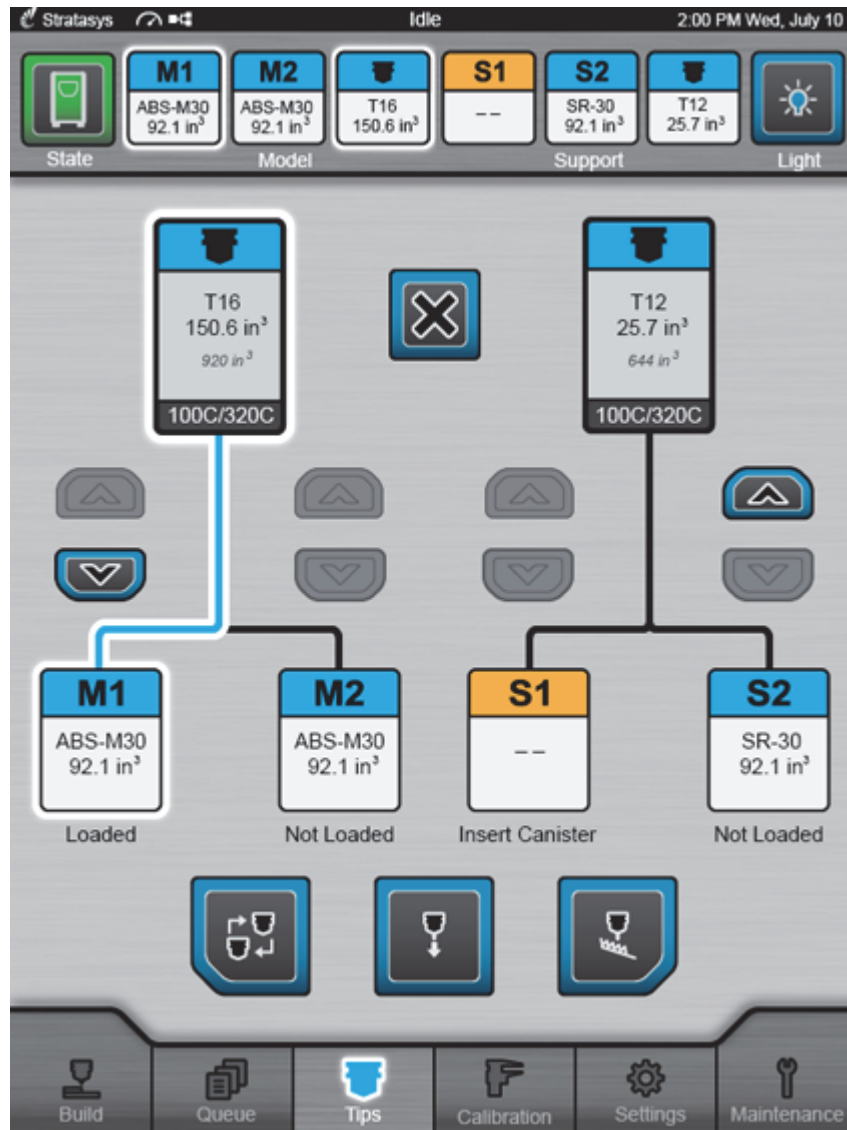 Stratasys Idle 2:00 PM Wed, July 10
M1 M2 S1 S2
ABS-M30 ABS-M30 T16 -- SR-30 T12
92.1 in³ 92.1 in³ 150.6 in³ 92.1 in³ 25.7 in³
State Model Support Light
T16 T12
150.6 in³ 25.7 in³
920 in³ 644 in³
100C/320C 100C/320C
M1 M2 S1 S2
ABS-M30 ABS-M30 -- SR-30
92.1 in³ 92.1 in³ 92.1 in³
Loaded Not Loaded Insert Canister Not Loaded
Build Queue Tips Calibration Settings Maintenance